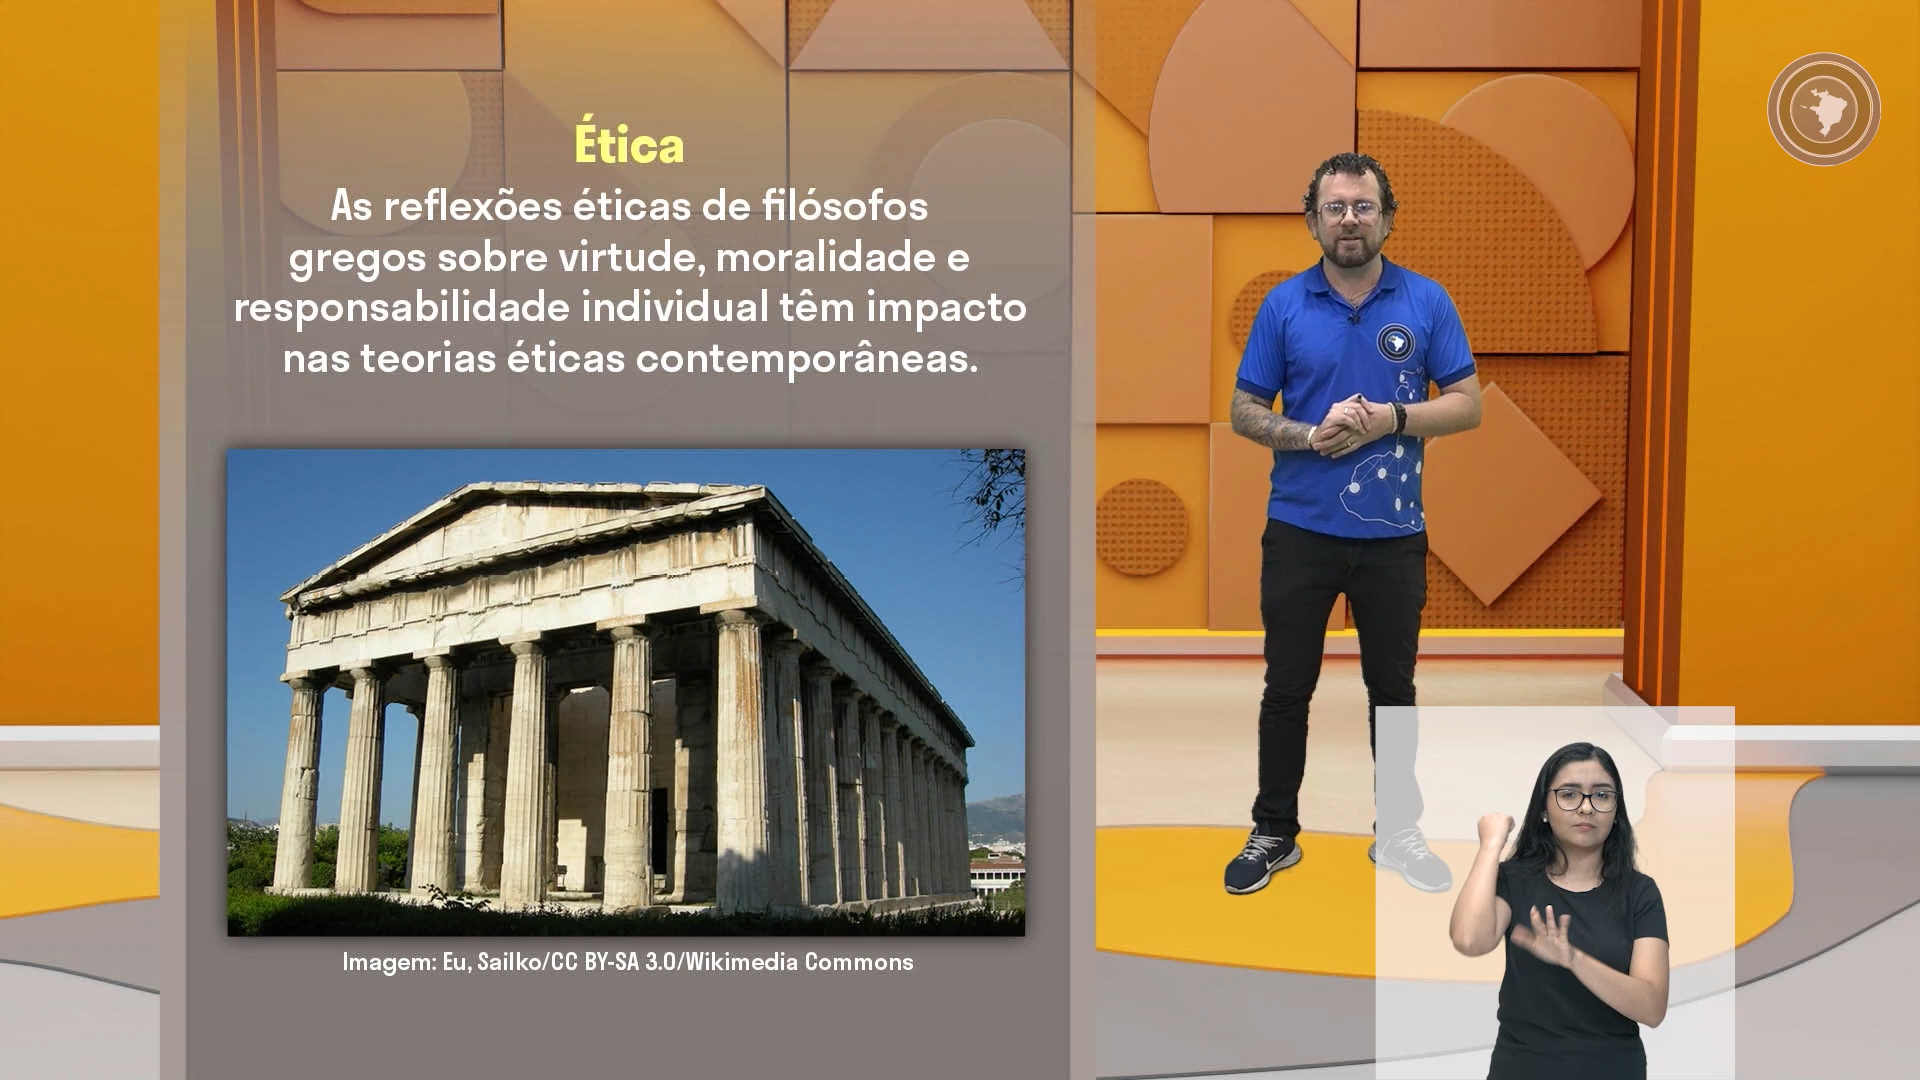 Ética
As reflexões éticas de filósofos
gregos sobre virtude, moralidade e
responsabilidade individual têm impacto
nas teorias éticas contemporâneas.
Imagem: Eu, Sailko/CC BY-SA 3.0/Wikimedia Commons